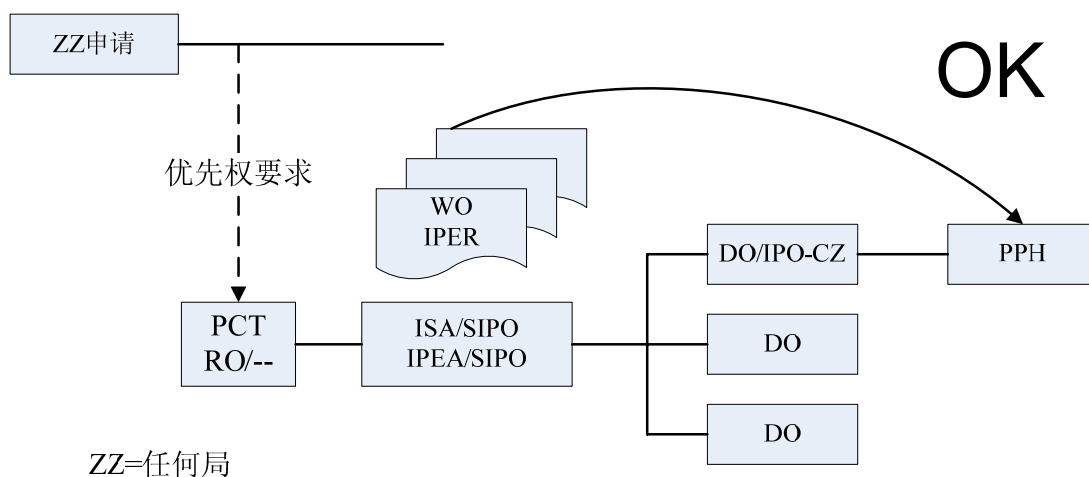 ZZ申请
OK
优先权要求
WO
IPER
DO/IPO-CZ
PPH
PCT
RO/--
ISA/SIPO
IPEA/SIPO
DO
DO
ZZ=任何局